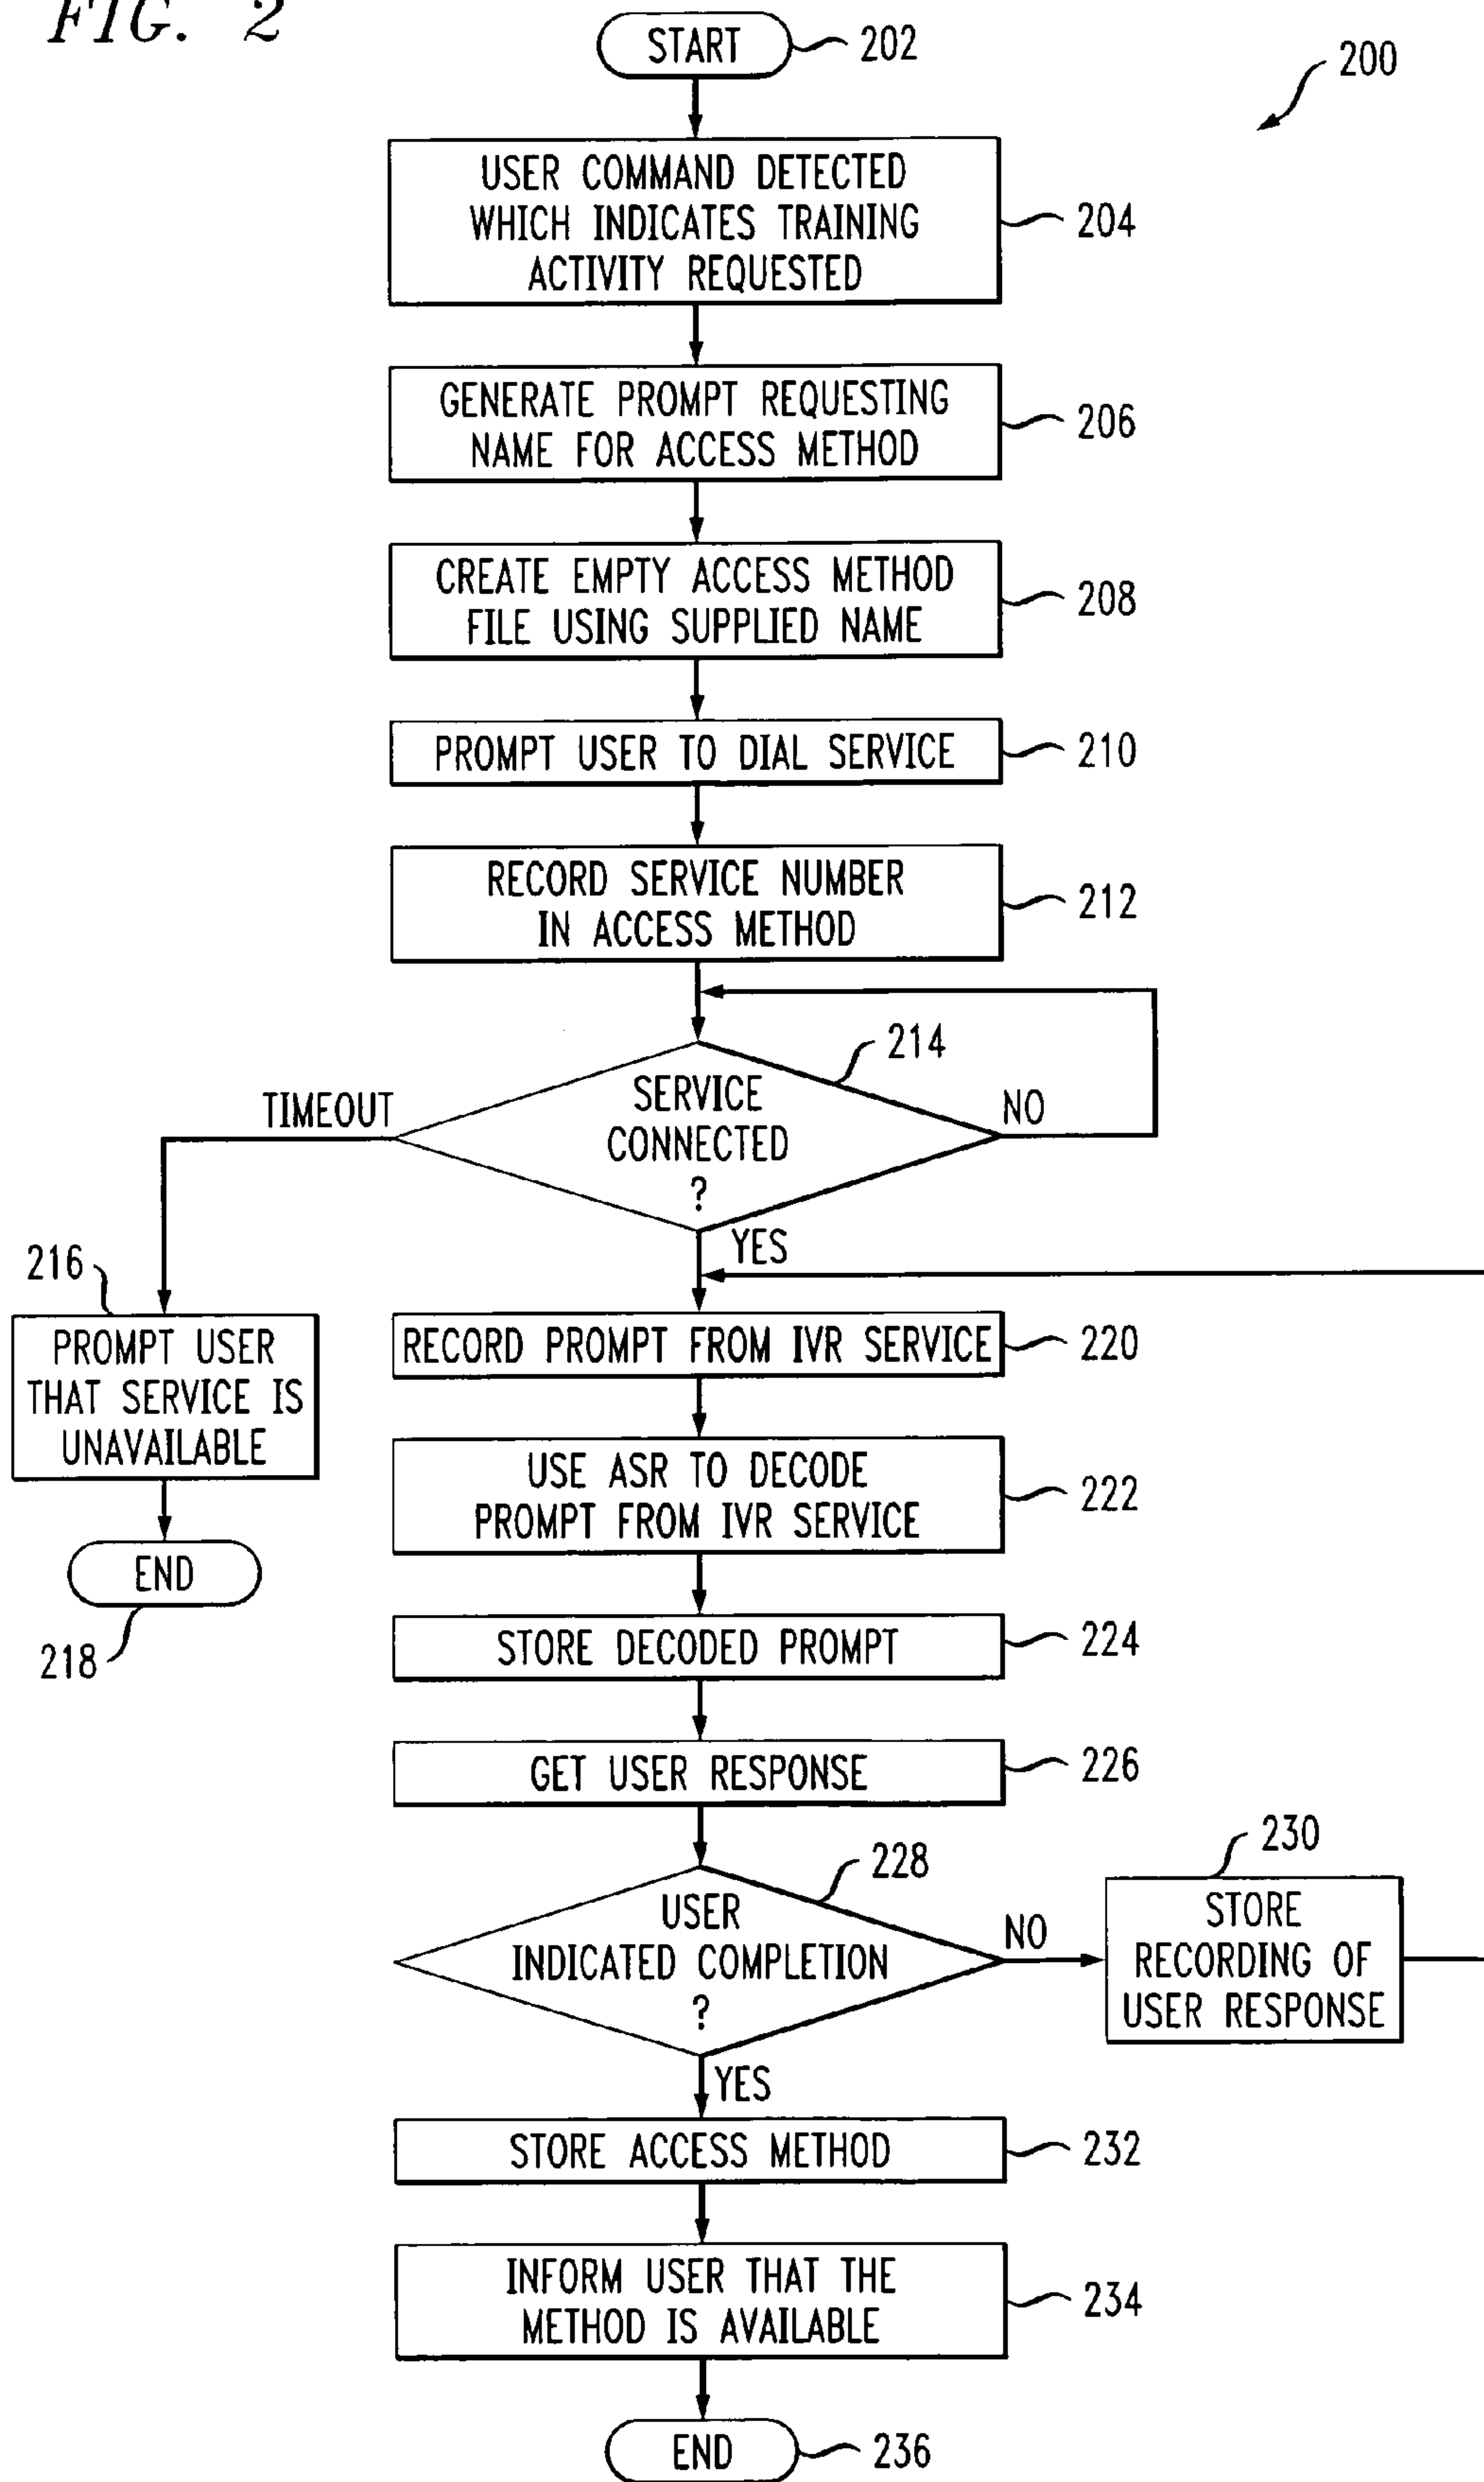 FIG. 2
START
202
200
USER COMMAND DETECTED
WHICH INDICATES TRAINING
ACTIVITY REQUESTED
204
GENERATE PROMPT REQUESTING
NAME FOR ACCESS METHOD
206
CREATE EMPTY ACCESS METHOD
FILE USING SUPPLIED NAME
208
PROMPT USER TO DIAL SERVICE
210
RECORD SERVICE NUMBER
IN ACCESS METHOD
212
214
SERVICE
CONNECTED
?
TIMEOUT
NO
YES
216
PROMPT USER
THAT SERVICE IS
UNAVAILABLE
END
218
RECORD PROMPT FROM IVR SERVICE
220
USE ASR TO DECODE
PROMPT FROM IVR SERVICE
222
STORE DECODED PROMPT
224
GET USER RESPONSE
226
228
USER
INDICATED COMPLETION
?
NO
230
STORE
RECORDING OF
USER RESPONSE
YES
STORE ACCESS METHOD
232
INFORM USER THAT THE
METHOD IS AVAILABLE
234
END
236